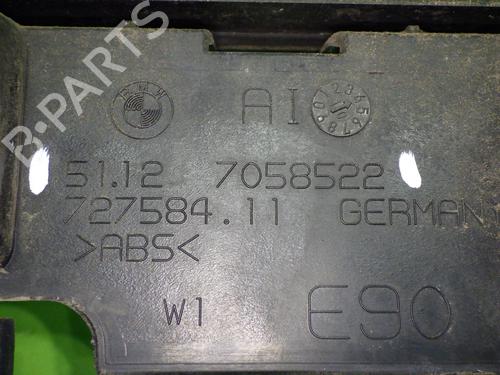 B-PARTS
BMW
AI
51.12 7058522
727584.11 GERMAN
>ABS<
W1
E90